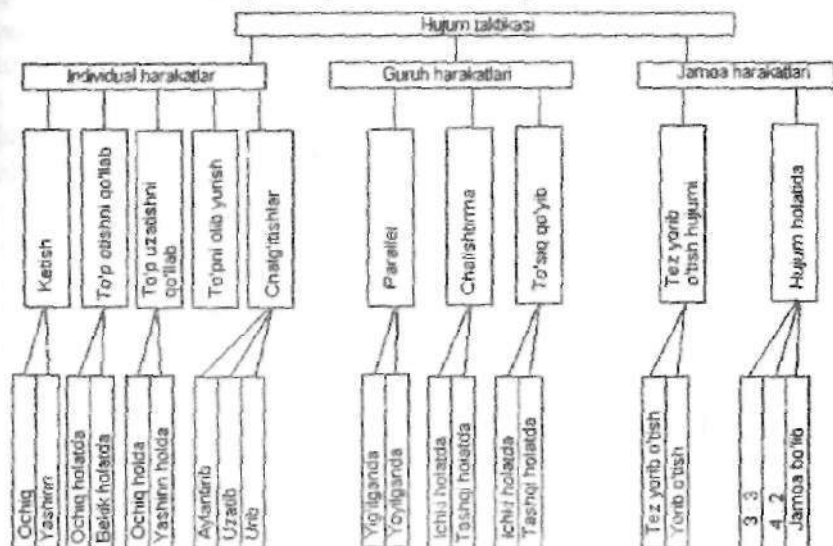 Hujum taktikasi
Individual harakatlar
Guruh harakatlari
Jamoa harakatlari
Ketish
To'p otishni qo'llab
To'p uzatishni
qo'llab
To'pni olib yurish
Chalg'itishlar
Parallel
Chalishtirma
To'siq qo'yib
Tez yorib
o'tish hujumi
Hujum holatida
Ochiq
Yashirin
Ochiq holatda
Bekik holatda
Ochiq holda
Yashirin holda
Aylantirib
Uzatib
Urib
Yig'ilganda
Yoyilganda
Ichki holatda
Tashqi holatda
Ichki holatda
Tashqi holatda
Tez yorib o'tish
Yorib o'tish
3 3
4 2
Jamoa bo'lib